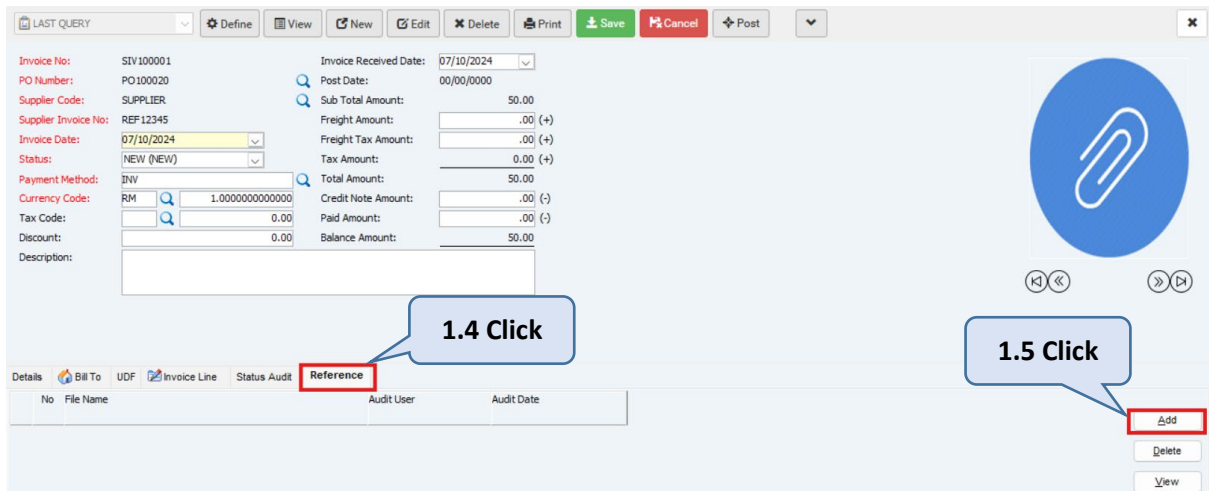 LAST QUERY Define View New Edit Delete Print Save Cancel Post
Invoice No: SIV100001 Invoice Received Date: 07/10/2024
PO Number: PO100020 Post Date: 00/00/0000
Supplier Code: SUPPLIER Sub Total Amount: 50.00
Supplier Invoice No: REF12345 Freight Amount: .00 (+)
Invoice Date: 07/10/2024 Freight Tax Amount: .00 (+)
Status: NEW (NEW) Tax Amount: 0.00 (+)
Payment Method: INV Total Amount: 50.00
Currency Code: RM 1.0000000000000 Credit Note Amount: .00 (-)
Tax Code: 0.00 Paid Amount: .00 (-)
Discount: 0.00 Balance Amount: 50.00
Description:
1.4 Click
1.5 Click
Details Bill To UDF Invoice Line Status Audit Reference
No File Name Audit User Audit Date
Add
Delete
View